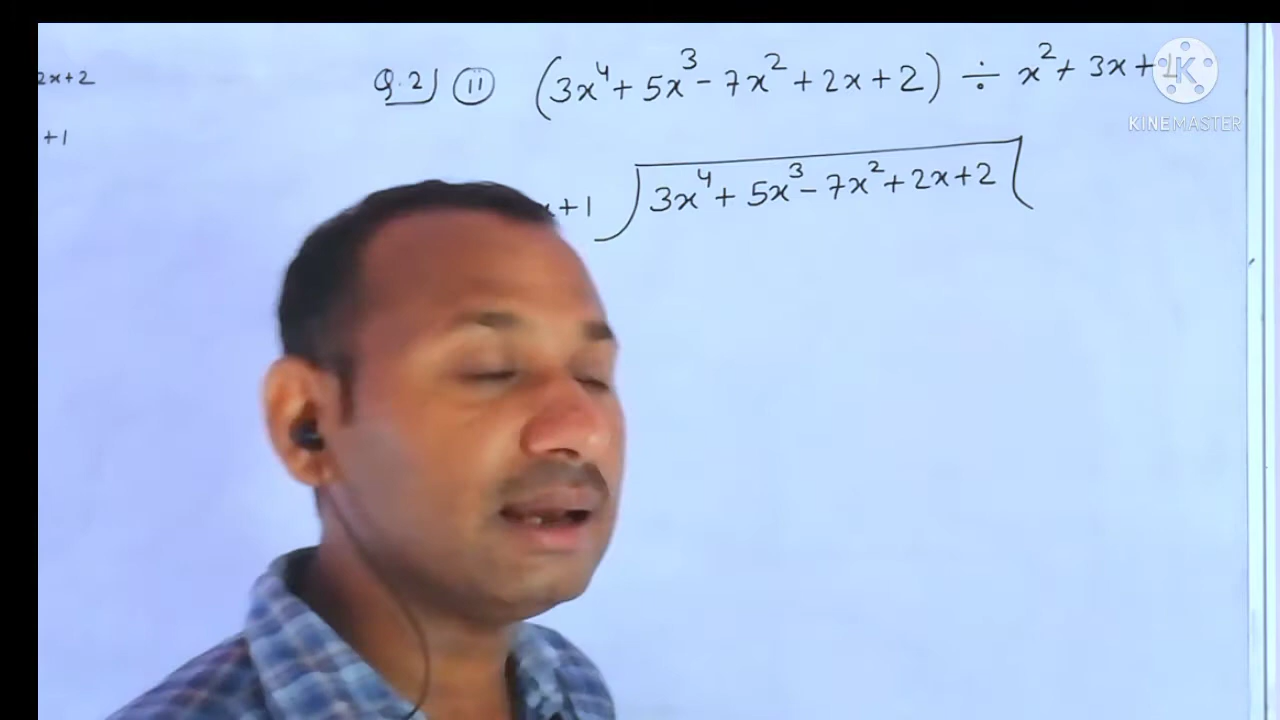 2x+2
+1
Q.2) (ii) (3x⁴ + 5x³ - 7x² + 2x + 2) ÷ x² + 3x +
KINEMASTER
x+1 ) 3x⁴ + 5x³ - 7x² + 2x + 2 (